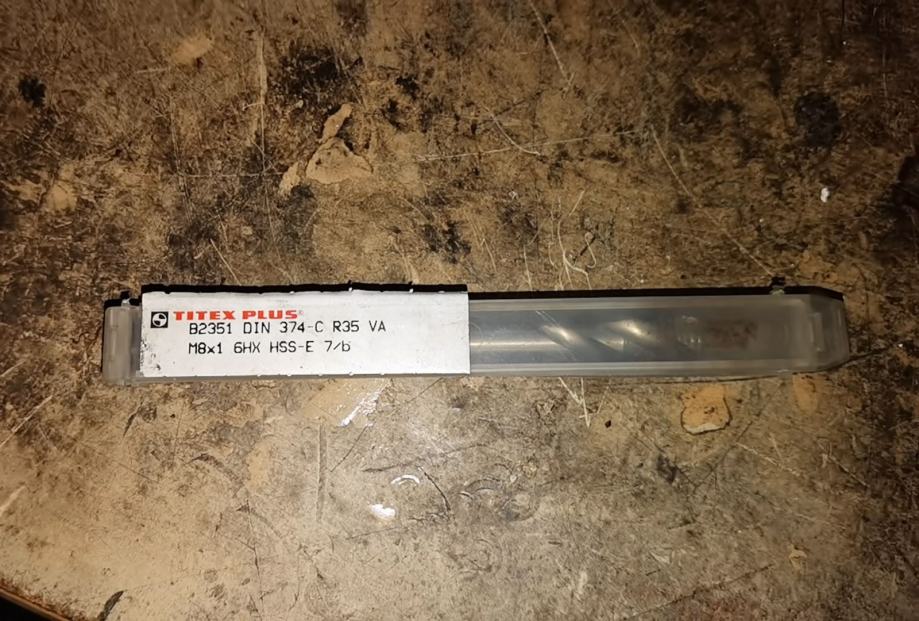 TITEX PLUS®
B2351 DIN 374-C R35 VA
M8x1 6HX HSS-E 7/b